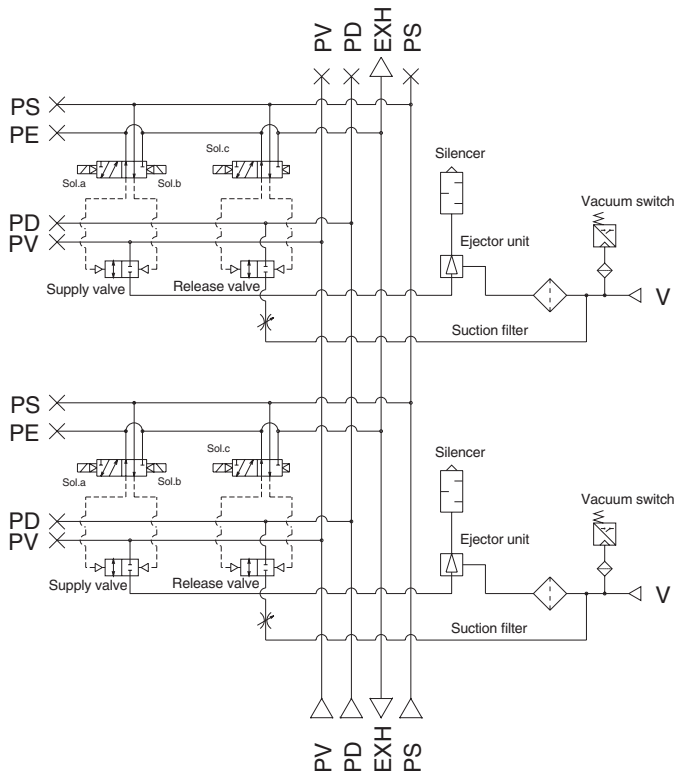 PV
PD
EXH
PS
PS
PE
Sol.a
Sol.b
Sol.c
Silencer
Vacuum switch
PD
PV
Ejector unit
Supply valve
Release valve
V
Suction filter
PS
PE
Sol.a
Sol.b
Sol.c
Silencer
Vacuum switch
PD
PV
Ejector unit
Supply valve
Release valve
V
Suction filter
PV
PD
EXH
PS